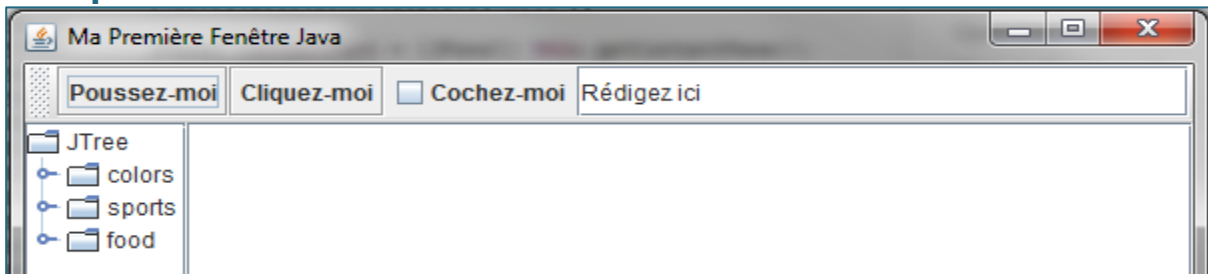 Ma Première Fenêtre Java
Poussez-moi Cliquez-moi Cochez-moi Rédigez ici
JTree
colors
sports
food